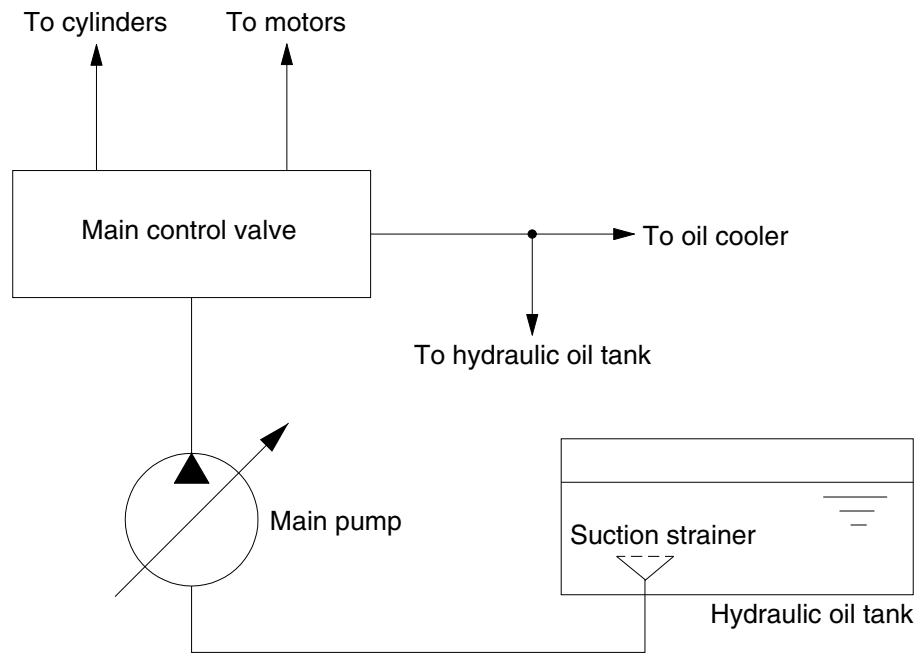 To cylinders
To motors
Main control valve
To oil cooler
To hydraulic oil tank
Main pump
Suction strainer
Hydraulic oil tank